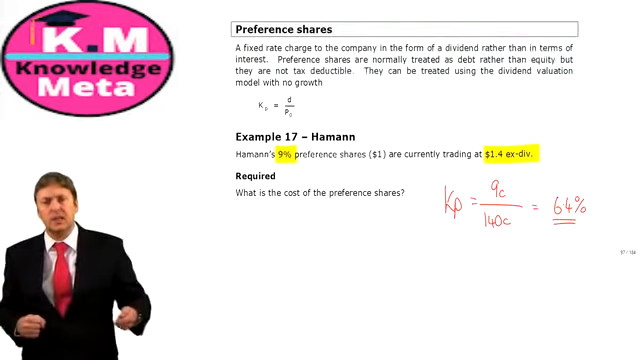 K.M
Knowledge
Meta
Preference shares
A fixed rate charge to the company in the form of a dividend rather than in terms of
interest. Preference shares are normally treated as debt rather than equity but
they are not tax deductible. They can be treated using the dividend valuation
model with no growth
Kp = d
P0
Example 17 – Hamann
Hamann's 9% preference shares ($1) are currently trading at $1.4 ex-div.
Required
What is the cost of the preference shares?
Kp = 9c
140c
= 6.4%
97 / 104